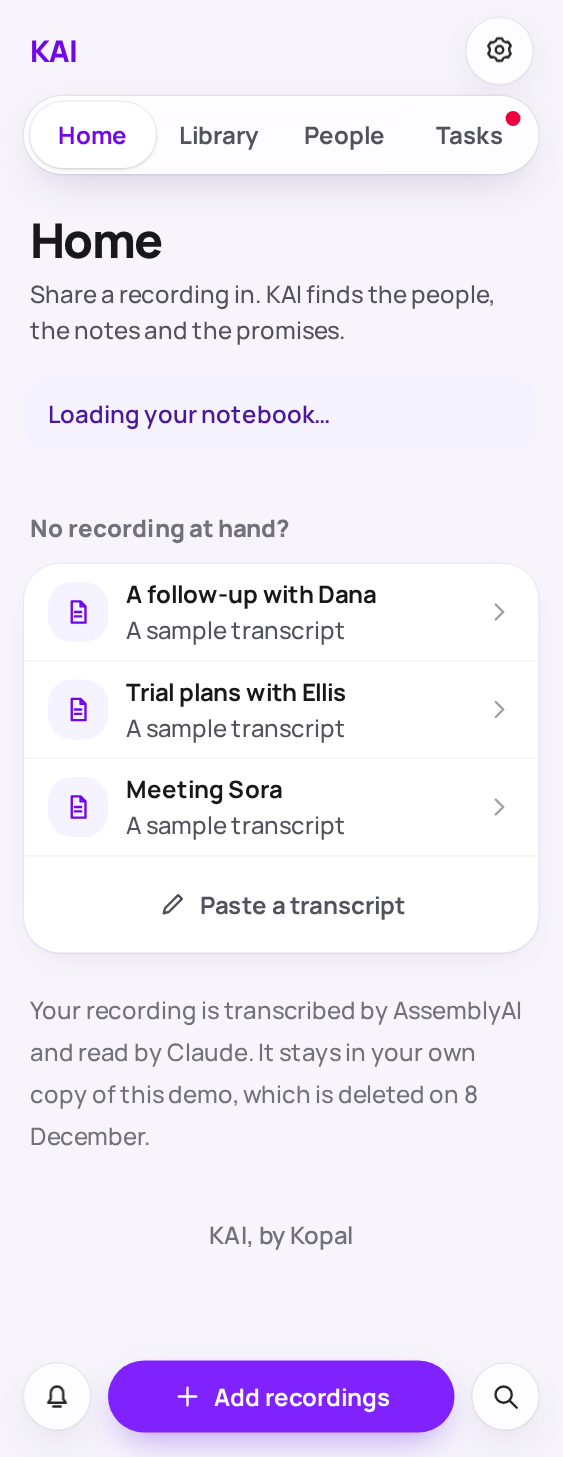 KAI
Home
Library
People
Tasks
Home
Share a recording in. KAI finds the people,
the notes and the promises.
Loading your notebook…
No recording at hand?
A follow-up with Dana
A sample transcript
Trial plans with Ellis
A sample transcript
Meeting Sora
A sample transcript
Paste a transcript
Your recording is transcribed by AssemblyAI
and read by Claude. It stays in your own
copy of this demo, which is deleted on 8
December.
KAI, by Kopal
Add recordings